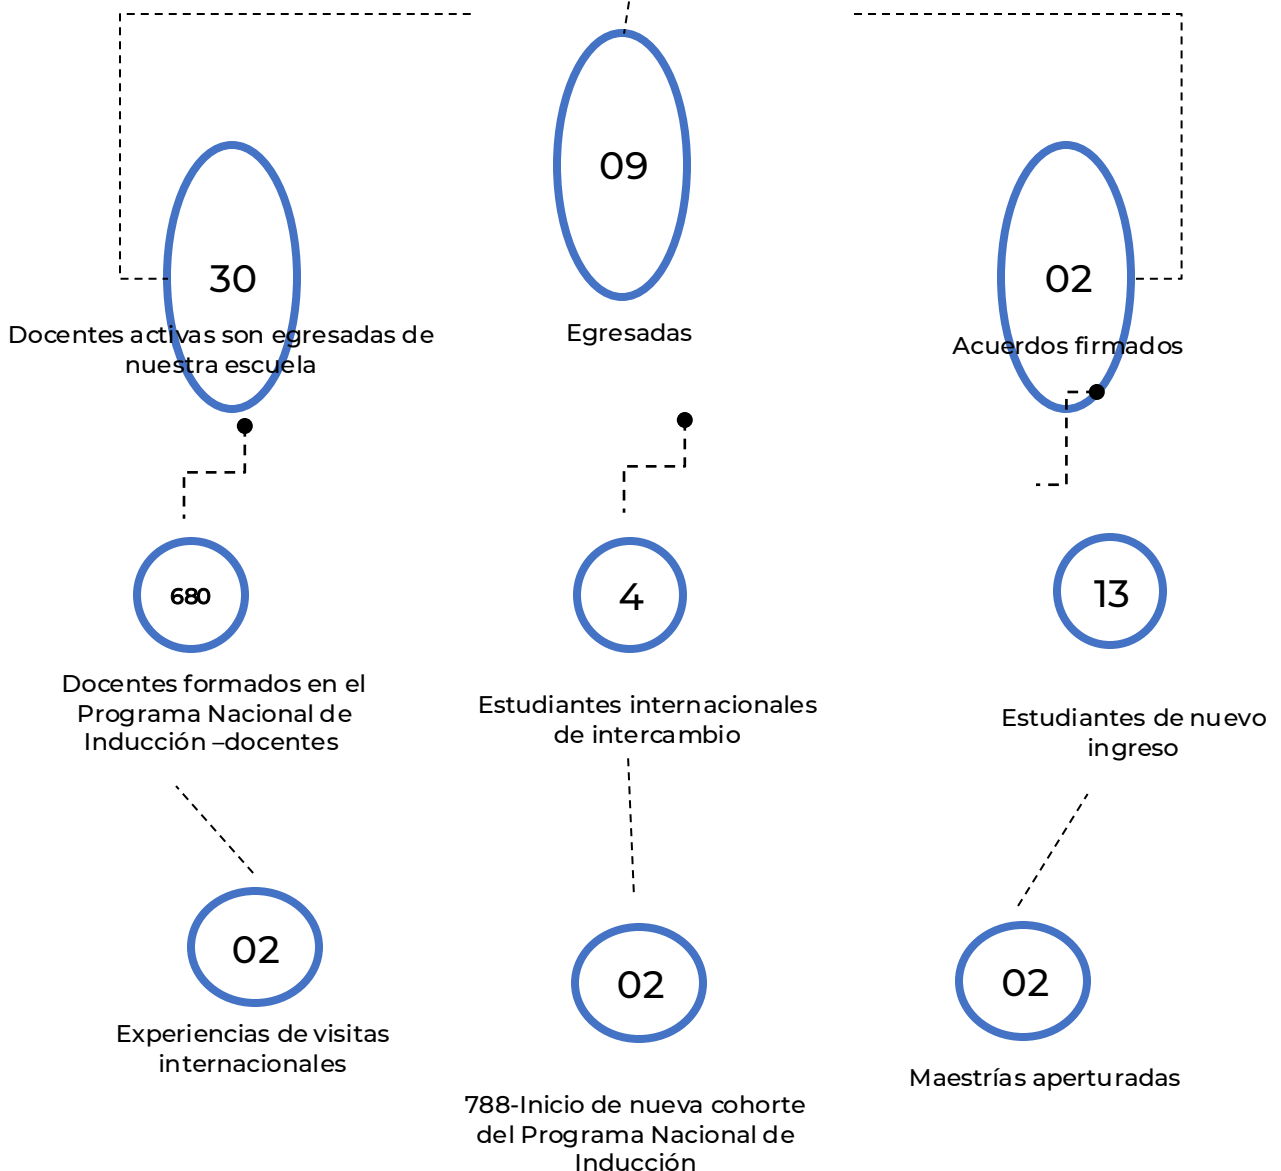 09
Egresadas
30
Docentes activas son egresadas de
nuestra escuela
02
Acuerdos firmados
680
Docentes formados en el
Programa Nacional de
Inducción –docentes
4
Estudiantes internacionales
de intercambio
13
Estudiantes de nuevo
ingreso
02
Experiencias de visitas
internacionales
02
788-Inicio de nueva cohorte
del Programa Nacional de
Inducción
02
Maestrías aperturadas